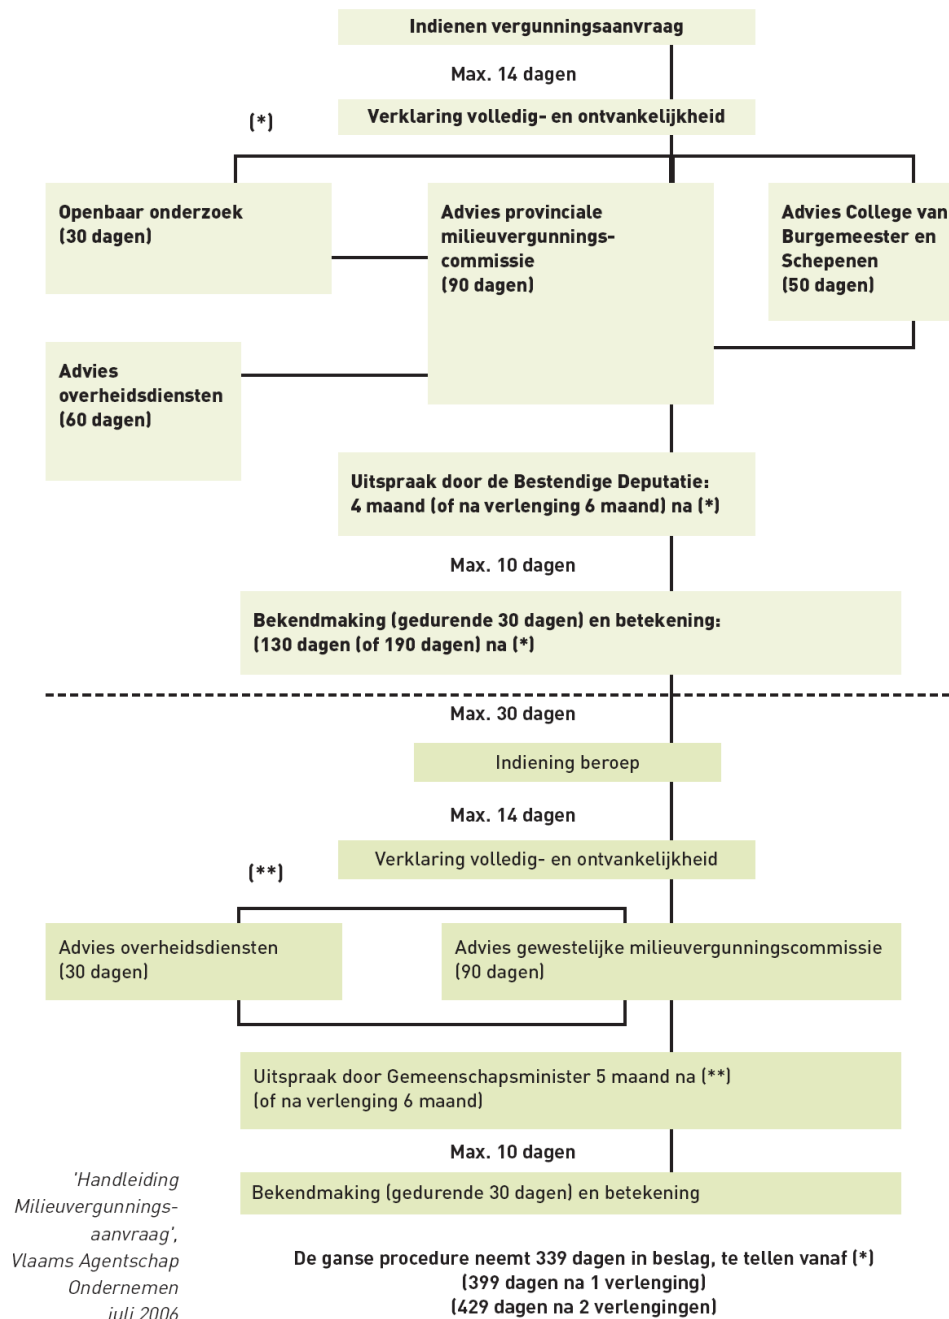 Indienen vergunningsaanvraag
Max. 14 dagen
Verklaring volledig- en ontvankelijkheid
(*)
Openbaar onderzoek
(30 dagen)
Advies provinciale
milieuvergunnings-
commissie
(90 dagen)
Advies College van
Burgemeester en
Schepenen
(50 dagen)
Advies
overheidsdiensten
(60 dagen)
Uitspraak door de Bestendige Deputatie:
4 maand (of na verlenging 6 maand) na (*)
Max. 10 dagen
Bekendmaking (gedurende 30 dagen) en betekening:
(130 dagen (of 190 dagen) na (*)
Max. 30 dagen
Indiening beroep
Max. 14 dagen
Verklaring volledig- en ontvankelijkheid
(**)
Advies overheidsdiensten
(30 dagen)
Advies gewestelijke milieuvergunningscommissie
(90 dagen)
Uitspraak door Gemeenschapsminister 5 maand na (**)
(of na verlenging 6 maand)
Max. 10 dagen
Bekendmaking (gedurende 30 dagen) en betekening
'Handleiding
Milieuvergunnings-
aanvraag',
Vlaams Agentschap
Ondernemen
juli 2006
De ganse procedure neemt 339 dagen in beslag, te tellen vanaf (*)
(399 dagen na 1 verlenging)
(429 dagen na 2 verlengingen)